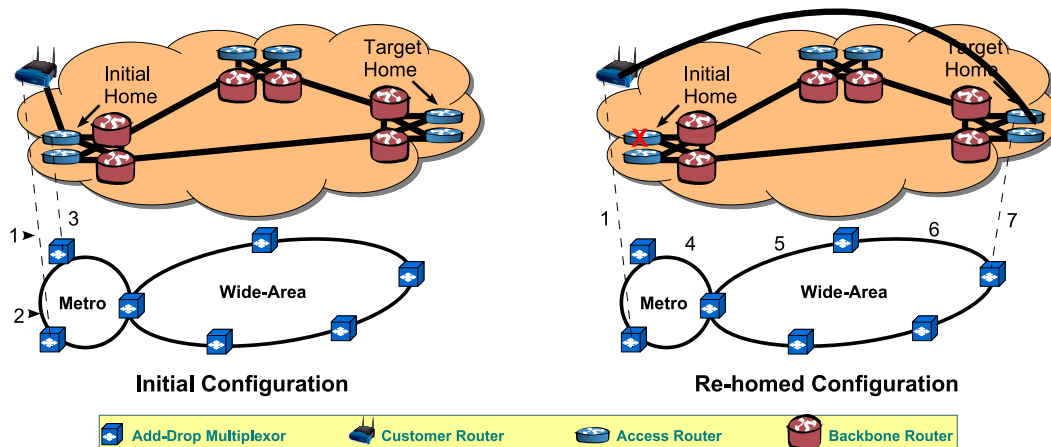 Initial
Home
Target
Home
3
1
2
Metro
Wide-Area
Initial Configuration
Initial
Home
Target
Home
1
4
5
6
7
Metro
Wide-Area
Re-homed Configuration
X
Add-Drop Multiplexor
Customer Router
Access Router
Backbone Router